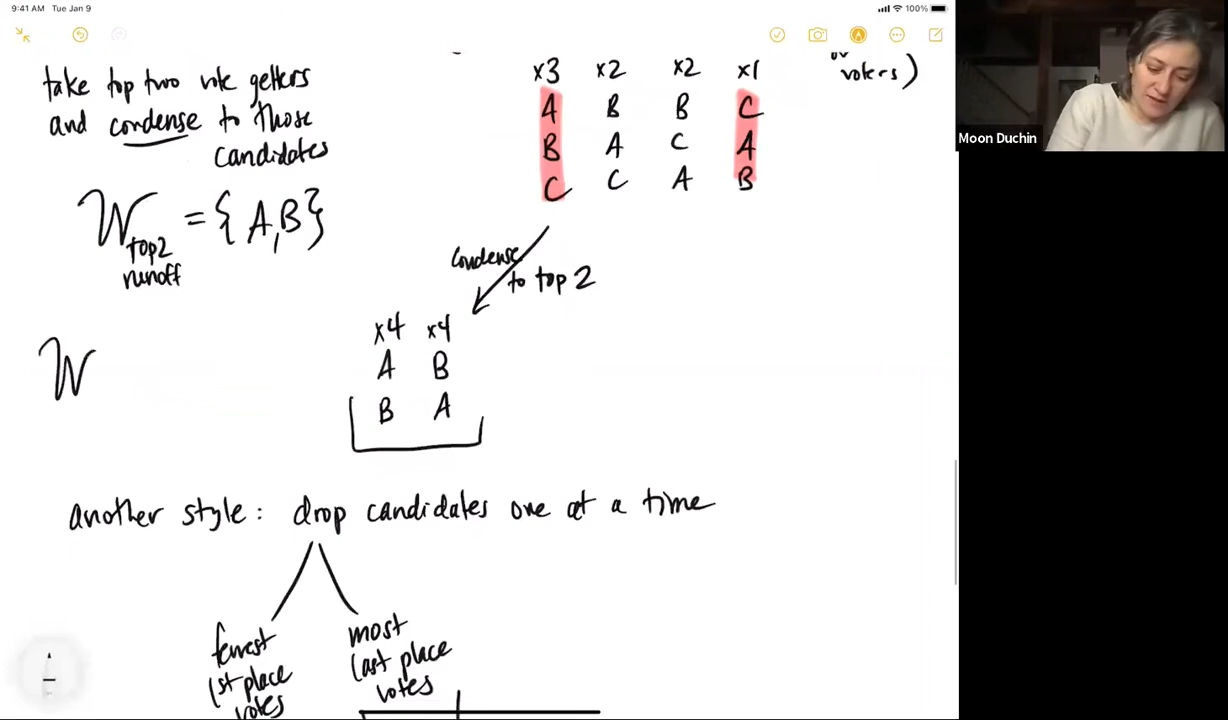 9:41 AM Tue Jan 9
100%
take top two vote getters
and condense to those
candidates
W top2 runoff = {A,B}
x3 x2 x2 x1
A B B C
B A C A
C C A B
voters)
condense
to top 2
x4 x4
A B
B A
W
another style: drop candidates one at a time
fewest
1st place
votes
most
last place
votes
Moon Duchin